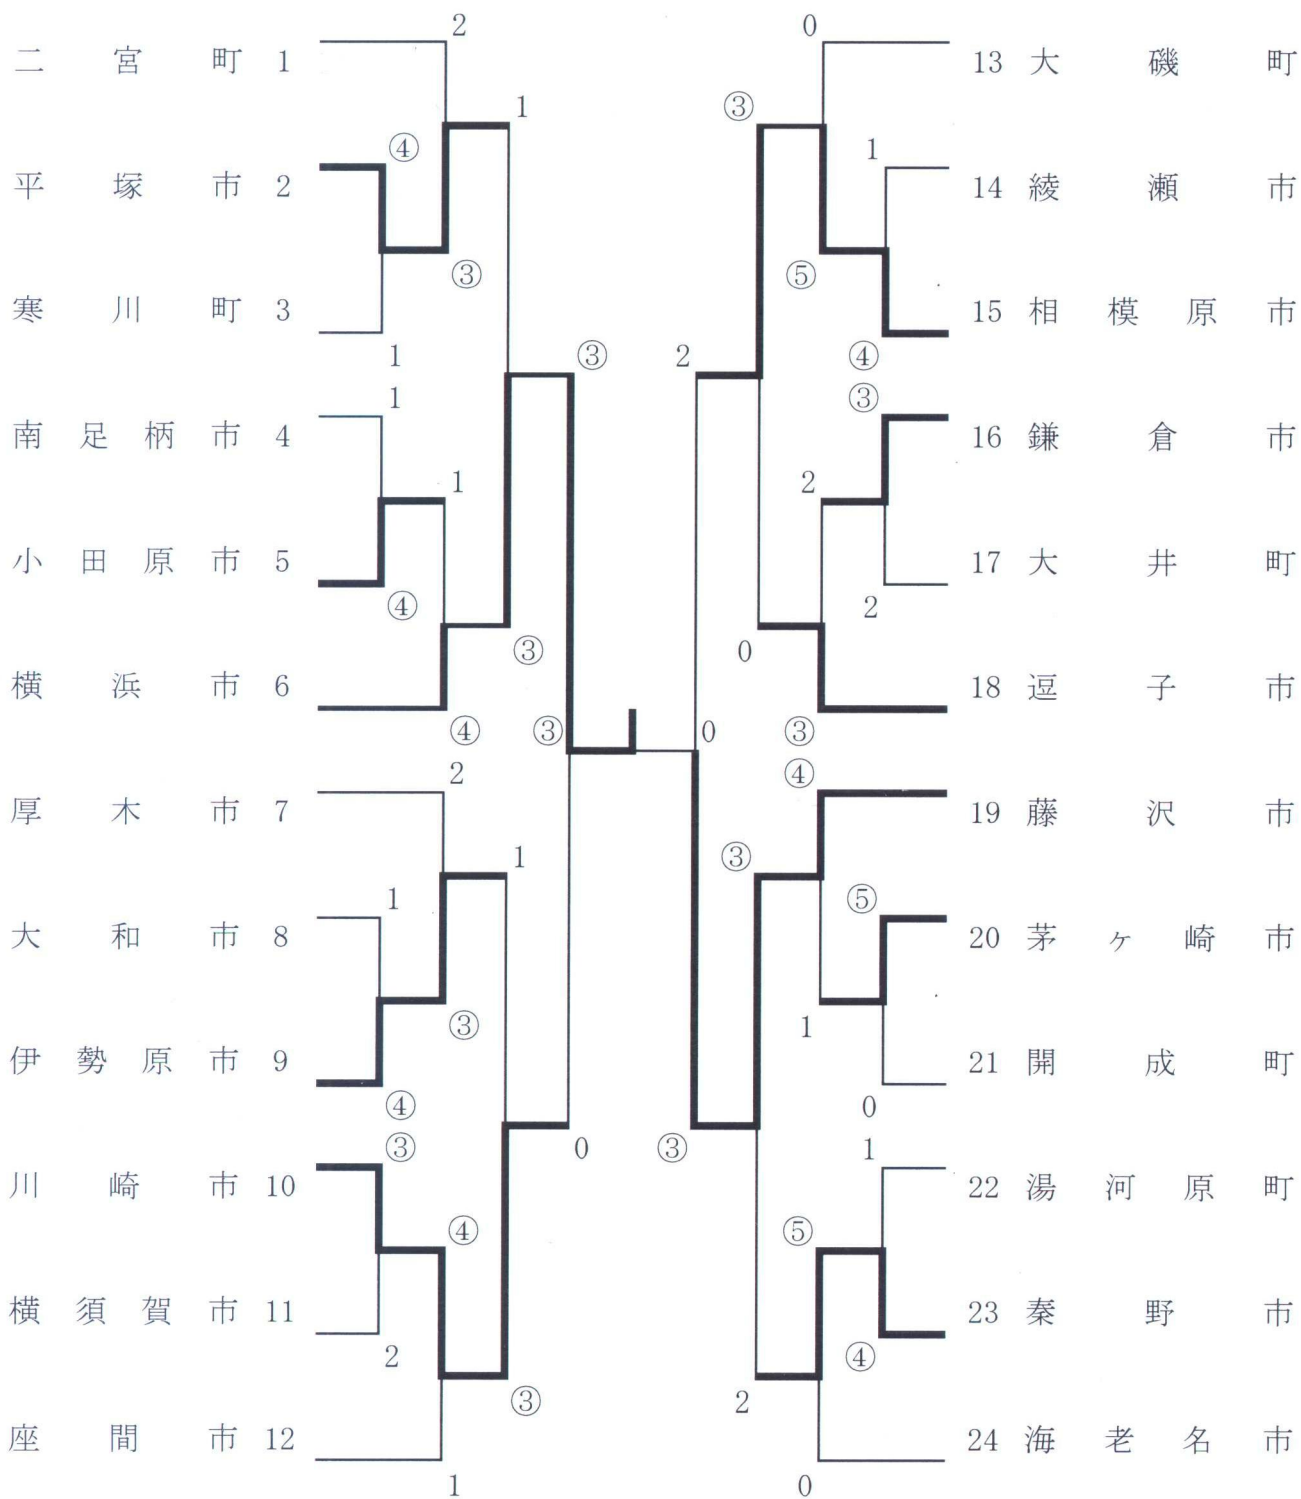 2
0
二宮町 1
13 大磯町
1
③
④
1
平塚市 2
14 綾瀬市
③
⑤
寒川町 3
15 相模原市
1
③
2
④
1
③
南足柄市 4
16 鎌倉市
1
2
小田原市 5
17 大井町
④
2
③
0
横浜市 6
18 逗子市
④
③
0
③
2
④
厚木市 7
19 藤沢市
1
③
1
⑤
大和市 8
20 茅ヶ崎市
③
1
伊勢原市 9
21 開成町
④
0
③
0
③
1
川崎市 10
22 湯河原町
④
⑤
横須賀市 11
23 秦野市
2
④
③
2
座間市 12
24 海老名市
1
0